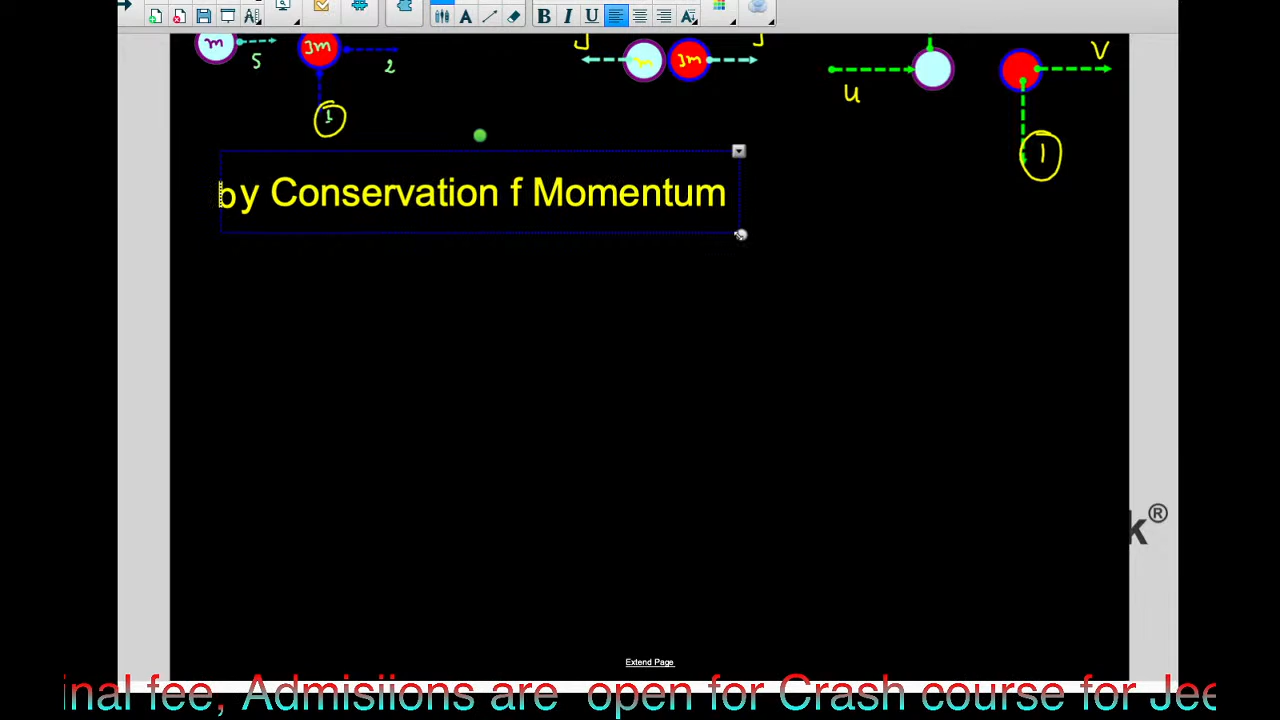 m 5 3m 2
1
J J
m 3m
u v
1
by Conservation f Momentum
k®
Extend Page
inal fee, Admisiions are open for Crash course for Jee